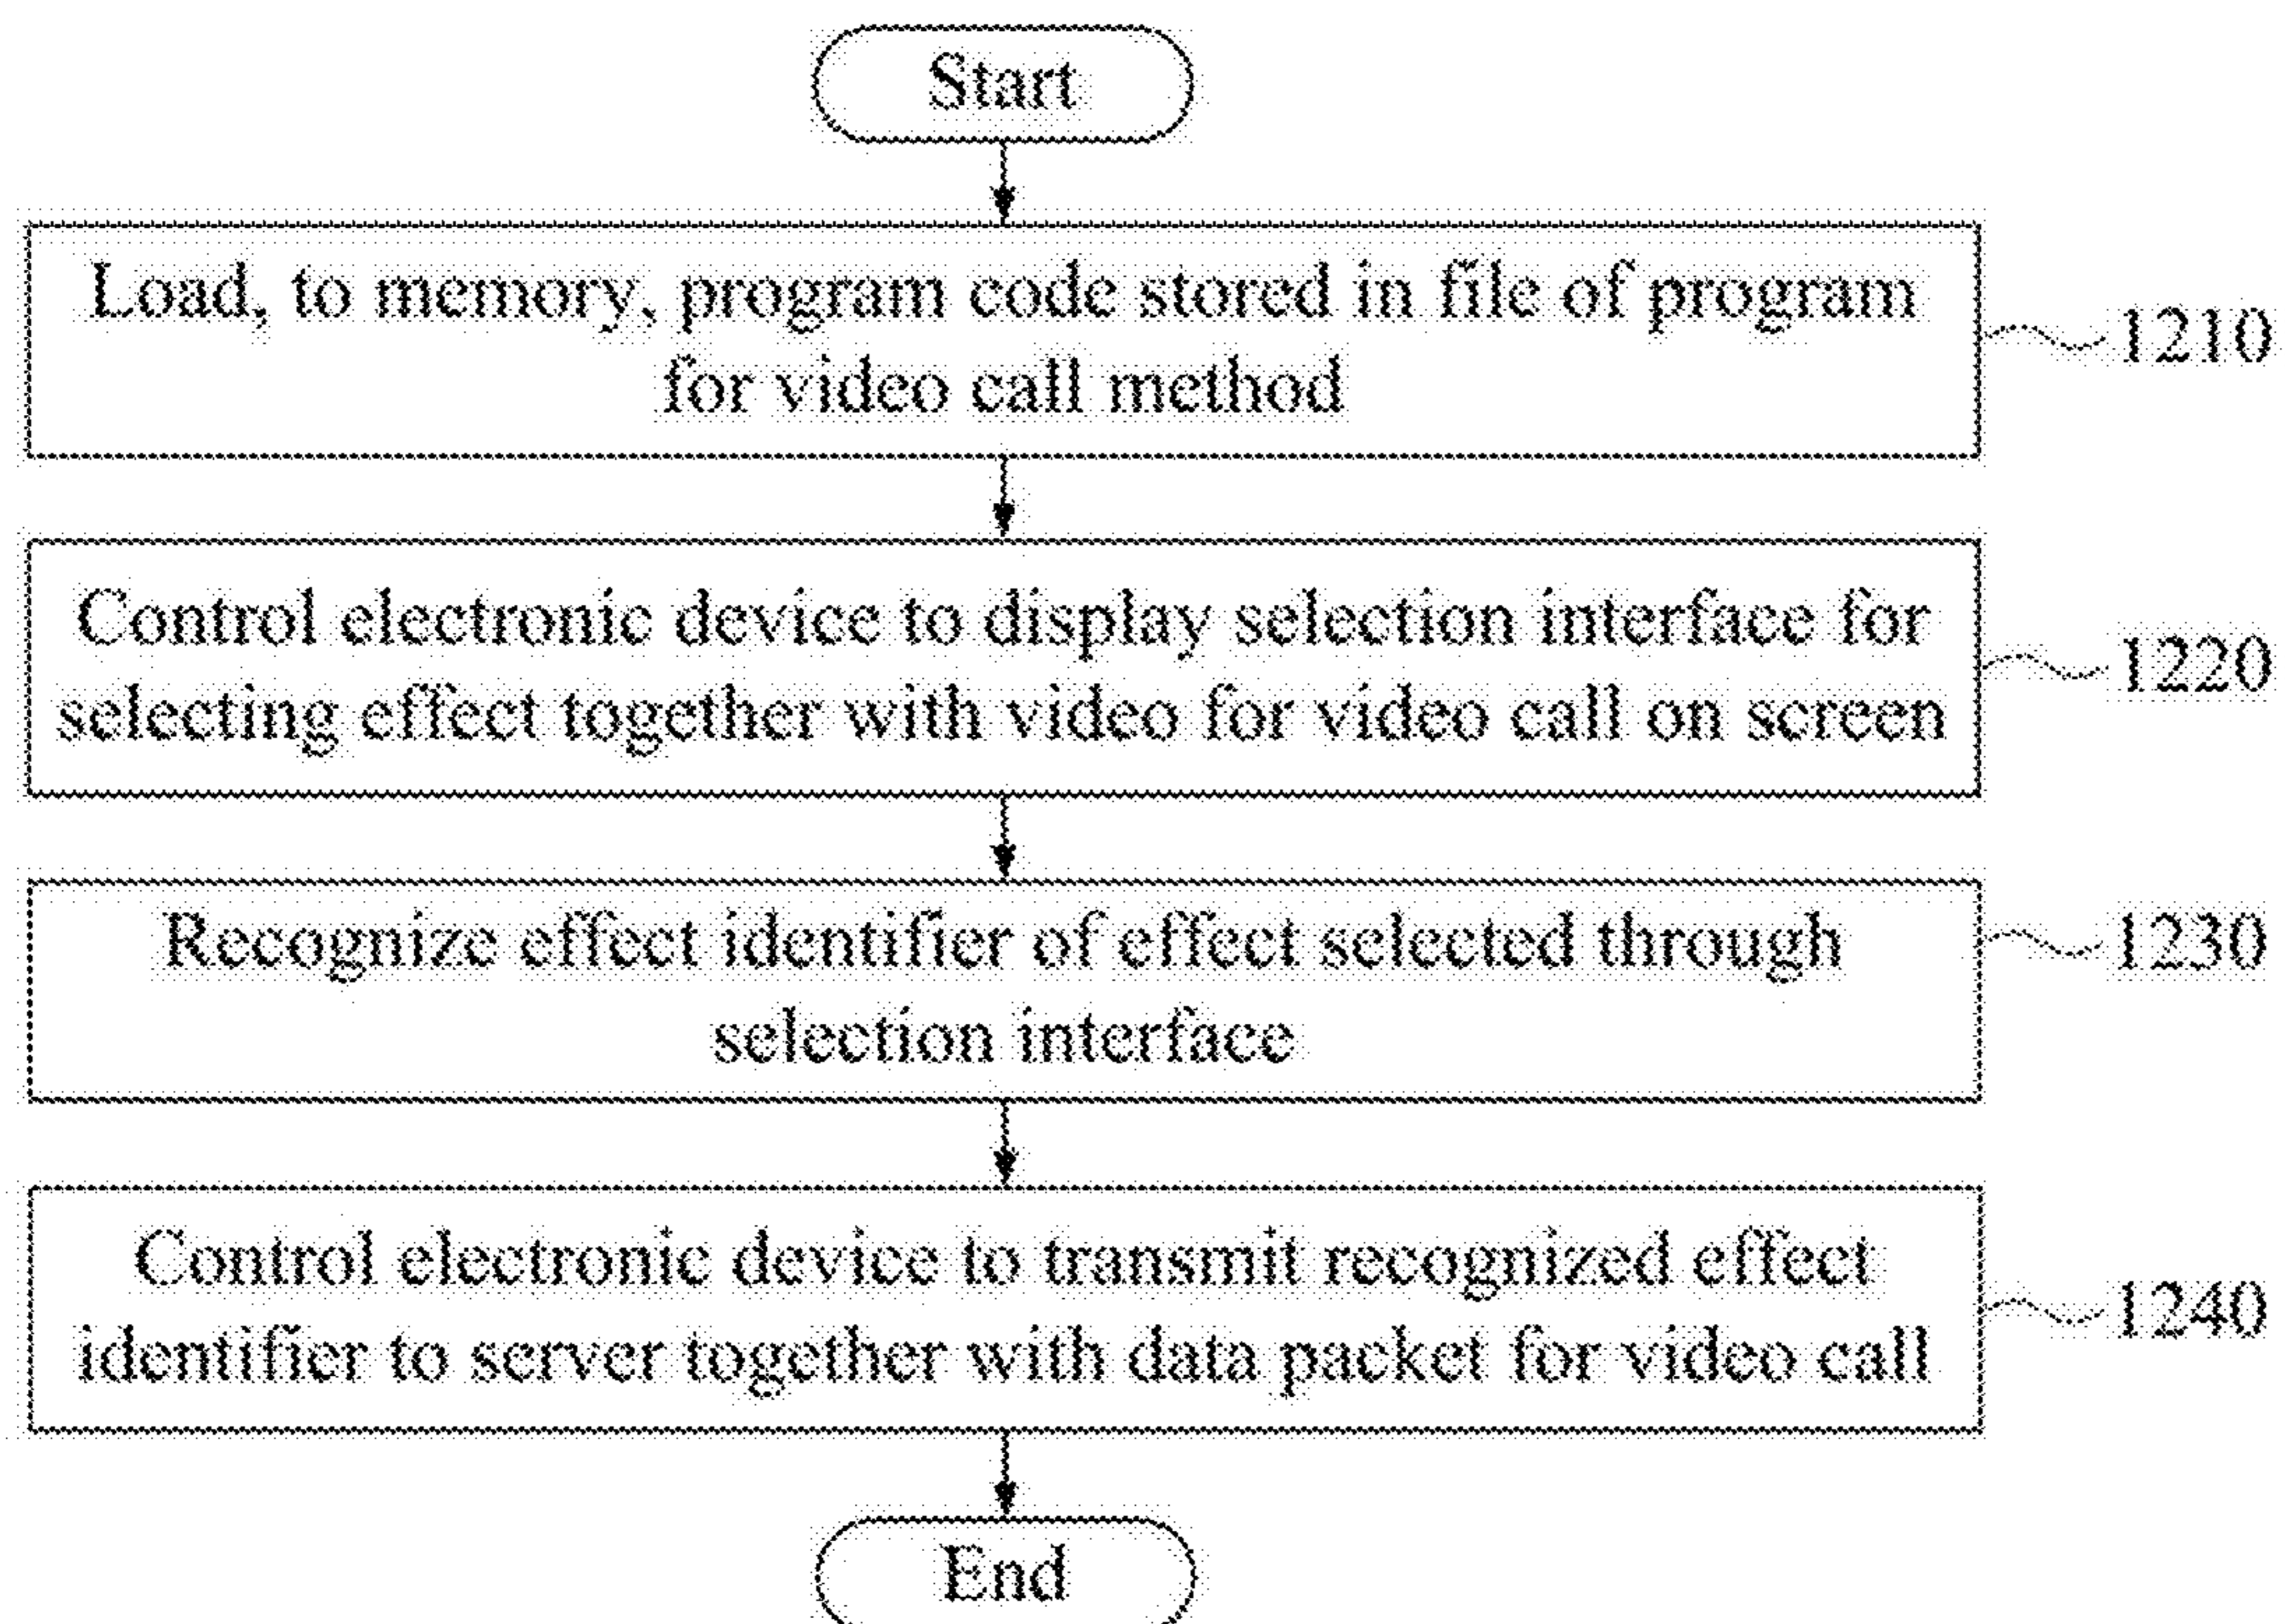 Start
Load, to memory, program code stored in file of program
for video call method
1210
Control electronic device to display selection interface for
selecting effect together with video for video call on screen
1220
Recognize effect identifier of effect selected through
selection interface
1230
Control electronic device to transmit recognized effect
identifier to server together with data packet for video call
1240
End